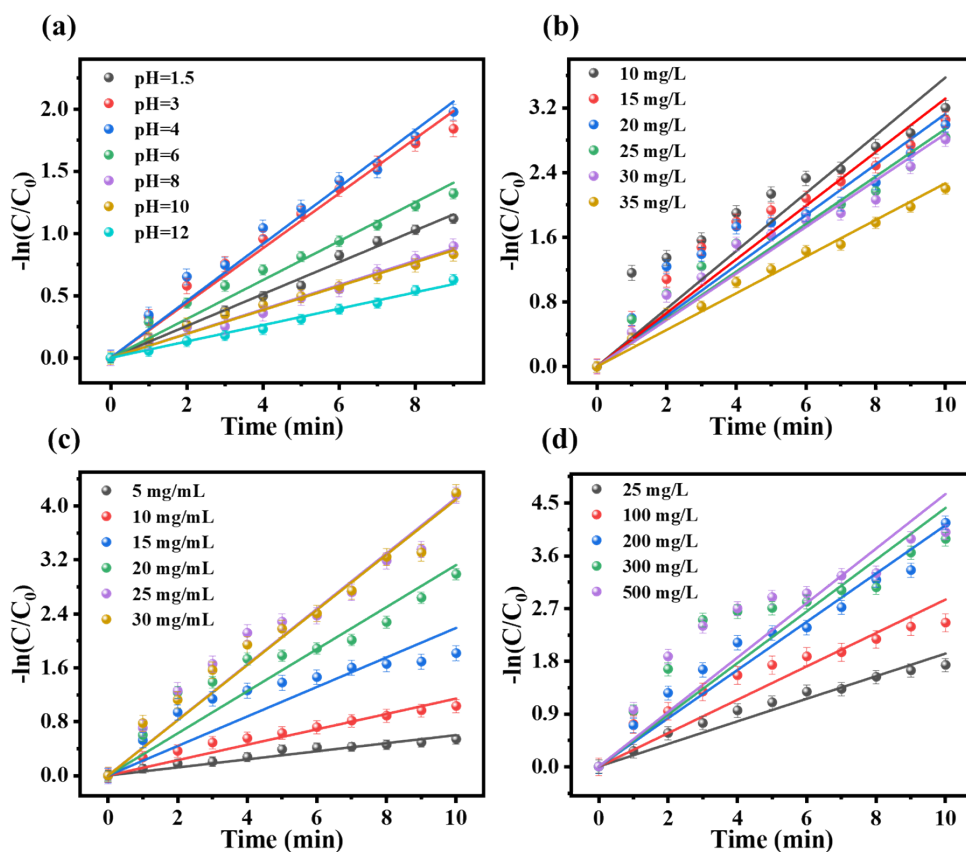 (a)
-ln(C/C₀)
2.0
1.5
1.0
0.5
0.0
pH=1.5
pH=3
pH=4
pH=6
pH=8
pH=10
pH=12
0 2 4 6 8
Time (min)
(b)
-ln(C/C₀)
3.2
2.4
1.6
0.8
0.0
10 mg/L
15 mg/L
20 mg/L
25 mg/L
30 mg/L
35 mg/L
0 2 4 6 8 10
Time (min)
(c)
-ln(C/C₀)
4.0
3.2
2.4
1.6
0.8
0.0
5 mg/mL
10 mg/mL
15 mg/mL
20 mg/mL
25 mg/mL
30 mg/mL
0 2 4 6 8 10
Time (min)
(d)
-ln(C/C₀)
4.5
3.6
2.7
1.8
0.9
0.0
25 mg/L
100 mg/L
200 mg/L
300 mg/L
500 mg/L
0 2 4 6 8 10
Time (min)